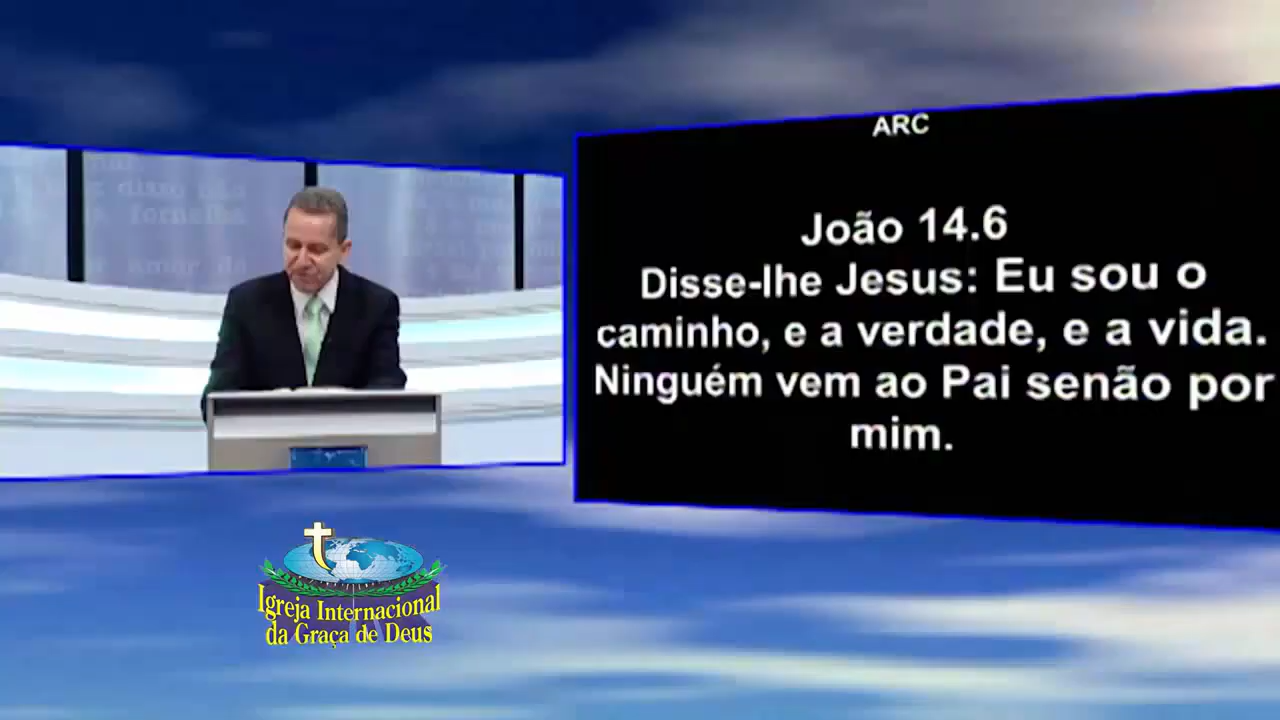 ARC
João 14.6
Disse-lhe Jesus: Eu sou o
caminho, e a verdade, e a vida.
Ninguém vem ao Pai senão por
mim.
Igreja Internacional
da Graça de Deus